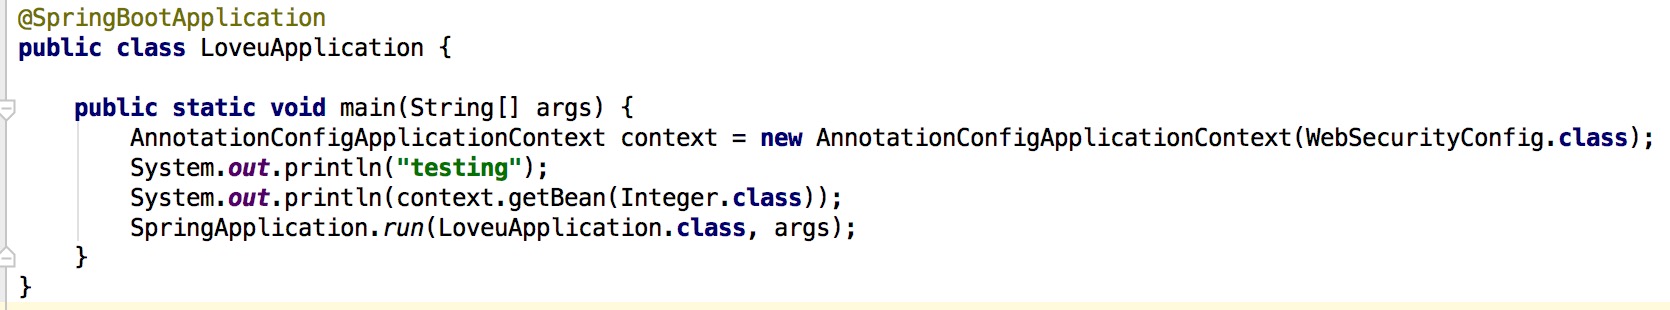 @SpringBootApplication
public class LoveuApplication {
public static void main(String[] args) {
AnnotationConfigApplicationContext context = new AnnotationConfigApplicationContext(WebSecurityConfig.class);
System.out.println("testing");
System.out.println(context.getBean(Integer.class));
SpringApplication.run(LoveuApplication.class, args);
}
}